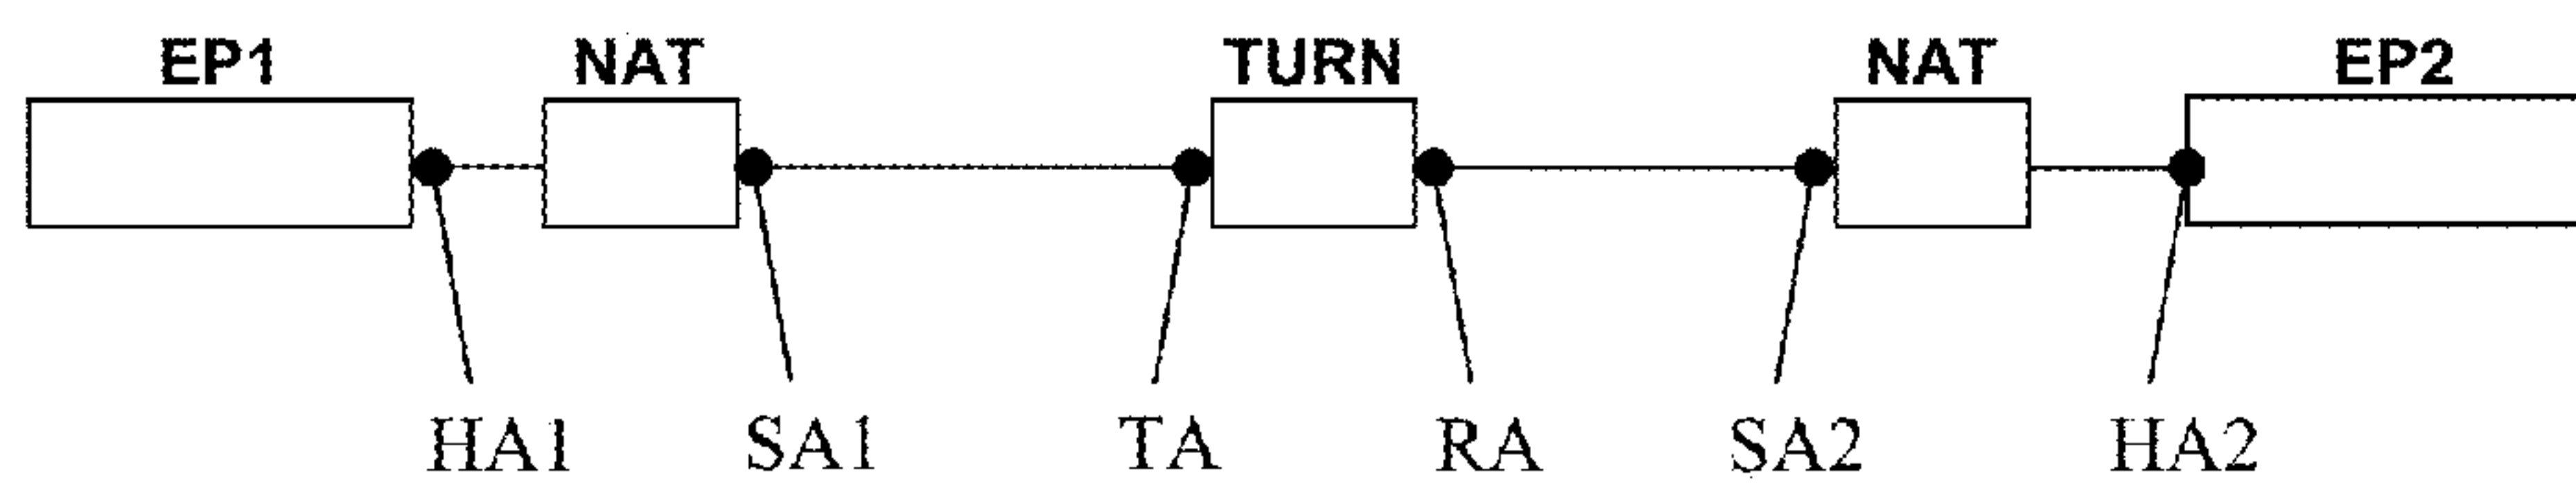 EP1 NAT TURN NAT EP2
HA1 SA1 TA RA SA2 HA2